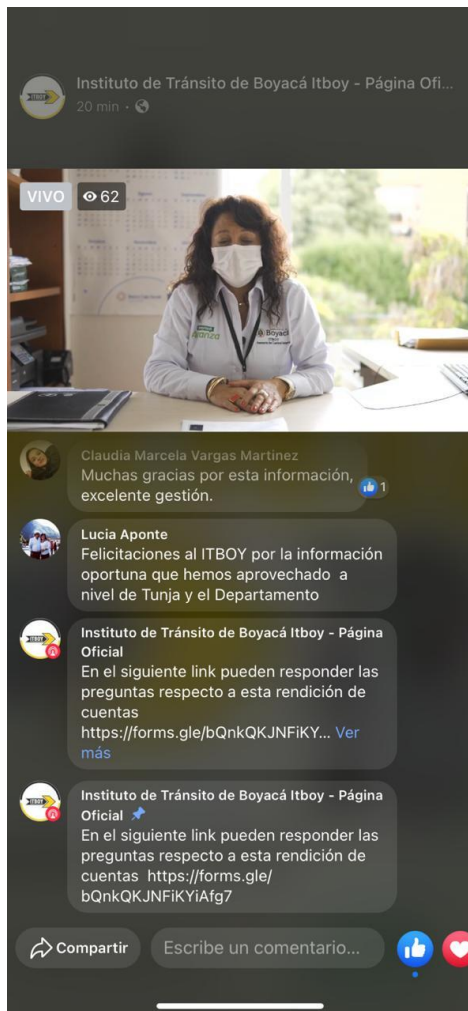 Instituto de Tránsito de Boyacá Itboy - Página Ofi...
20 min
ITBOY
VIVO
62
Avanza
Boyacá
Claudia Marcela Vargas Martinez
Muchas gracias por esta información,
excelente gestión.
1
Lucia Aponte
Felicitaciones al ITBOY por la información
oportuna que hemos aprovechado a
nivel de Tunja y el Departamento
ITBOY
Instituto de Tránsito de Boyacá Itboy - Página
Oficial
En el siguiente link pueden responder las
preguntas respecto a esta rendición de
cuentas
https://forms.gle/bQnkQKJNFiKY... Ver
más
ITBOY
Instituto de Tránsito de Boyacá Itboy - Página
Oficial
En el siguiente link pueden responder las
preguntas respecto a esta rendición de
cuentas https://forms.gle/
bQnkQKJNFiKYiAfg7
Compartir
Escribe un comentario...